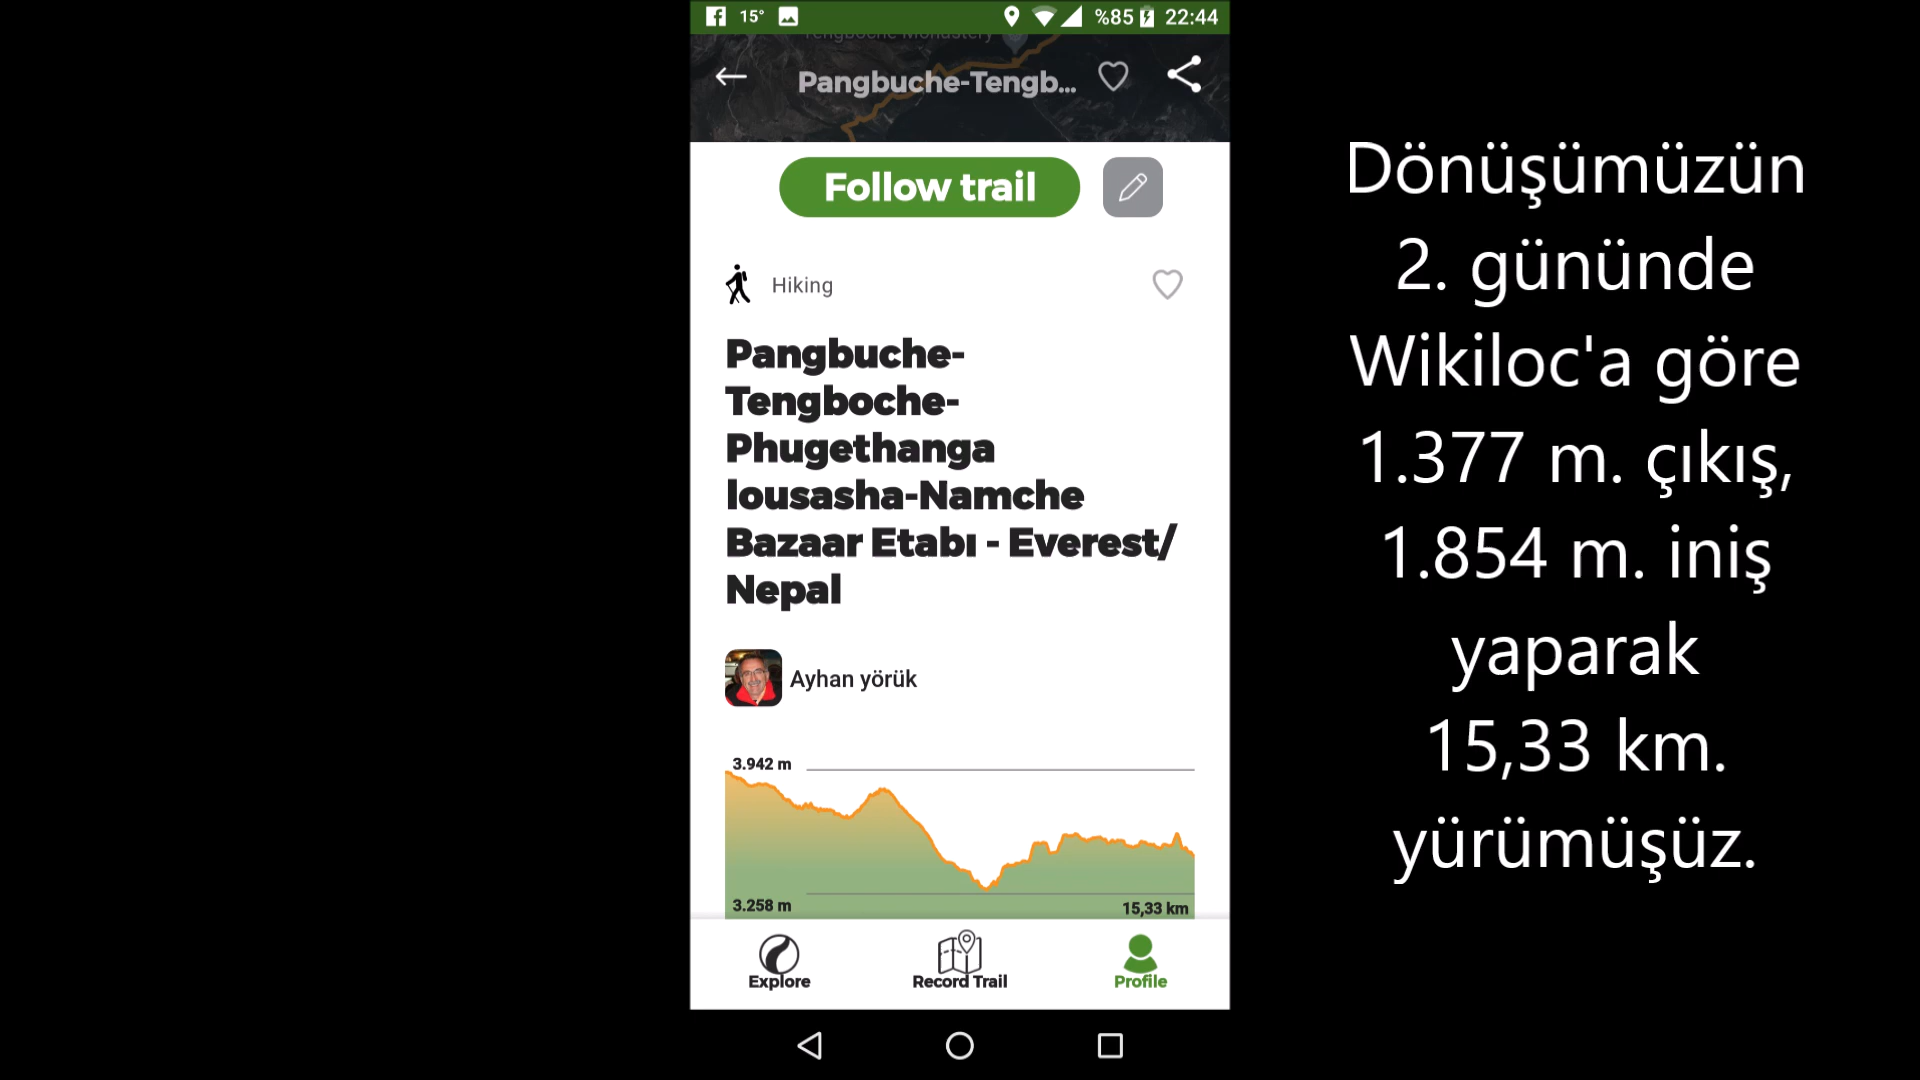 15° %85 22:44
Tengboche Monastery
Pangbuche-Tengb...
Follow trail
Hiking
Pangbuche-
Tengboche-
Phugethanga
lousasha-Namche
Bazaar Etabı - Everest/
Nepal
Ayhan yörük
3.942 m
3.258 m
15,33 km
Explore
Record Trail
Profile
Dönüşümüzün
2. gününde
Wikiloc'a göre
1.377 m. çıkış,
1.854 m. iniş
yaparak
15,33 km.
yürümüşüz.